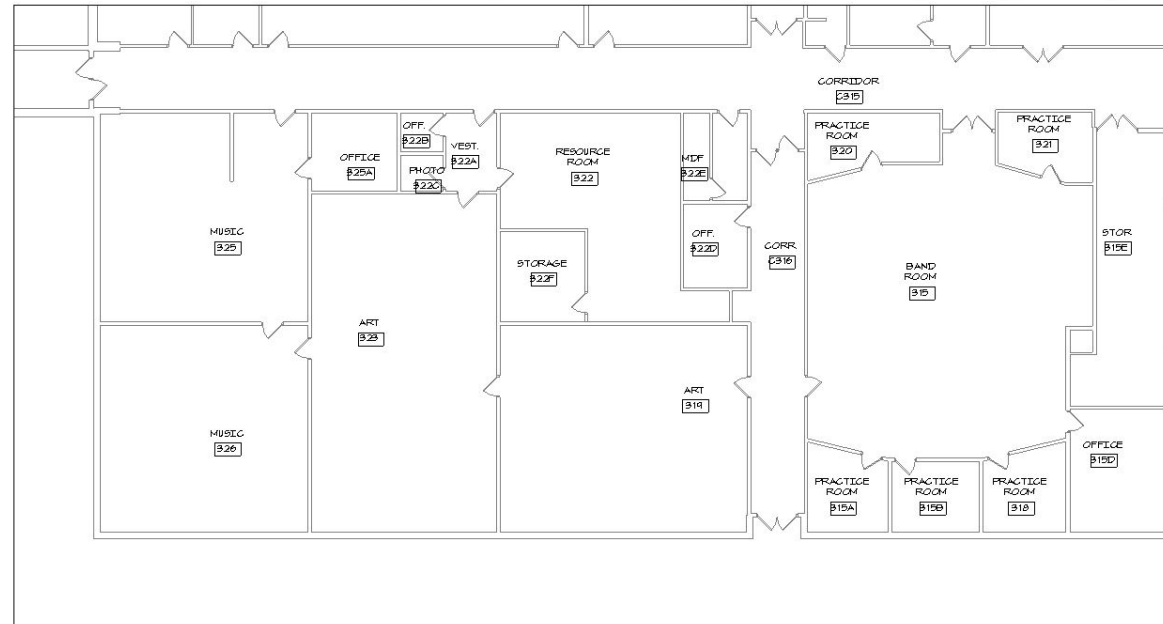 CORRIDOR
C315
PRACTICE
ROOM
320
PRACTICE
ROOM
321
OFF.
322B
VEST.
322A
OFFICE
325A
PHOTO
322C
RESOURCE
ROOM
322
MDF
322E
MUSIC
325
OFF.
322D
CORR.
C316
STOR
315E
STORAGE
322F
BAND
ROOM
315
ART
323
ART
319
MUSIC
326
OFFICE
315D
PRACTICE
ROOM
315A
PRACTICE
ROOM
315B
PRACTICE
ROOM
318